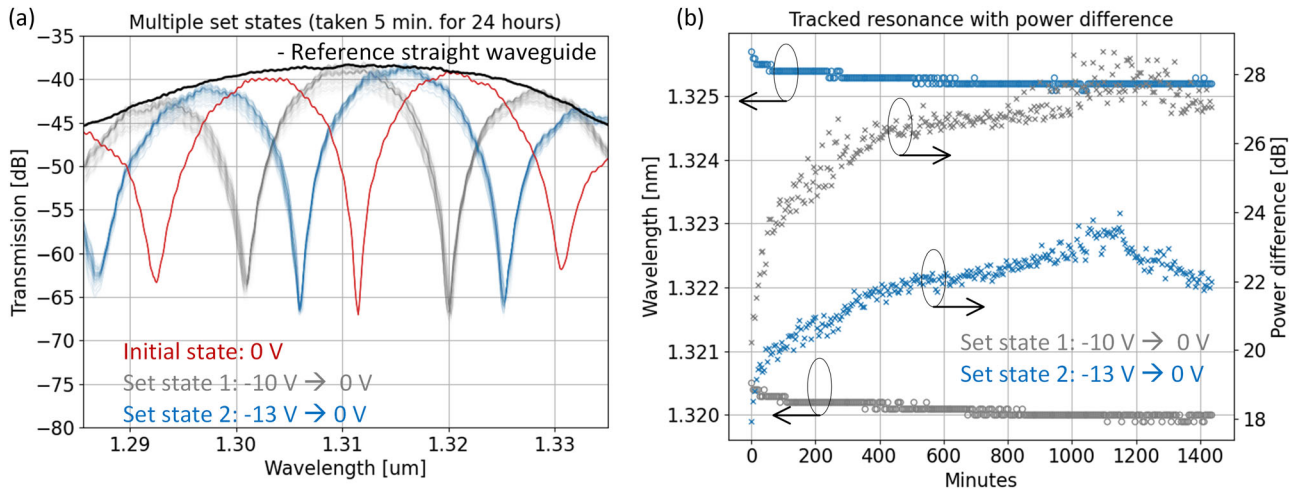 (a)
Multiple set states (taken 5 min. for 24 hours)
- Reference straight waveguide
Transmission [dB]
−35
−40
−45
−50
−55
−60
−65
−70
−75
−80
Initial state: 0 V
Set state 1: -10 V → 0 V
Set state 2: -13 V → 0 V
1.29
1.30
1.31
1.32
1.33
Wavelength [um]
(b)
Tracked resonance with power difference
Wavelength [nm]
1.325
1.324
1.323
1.322
1.321
1.320
28
26
24
22
20
18
Power difference [dB]
Set state 1: -10 V → 0 V
Set state 2: -13 V → 0 V
0
200
400
600
800
1000
1200
1400
Minutes